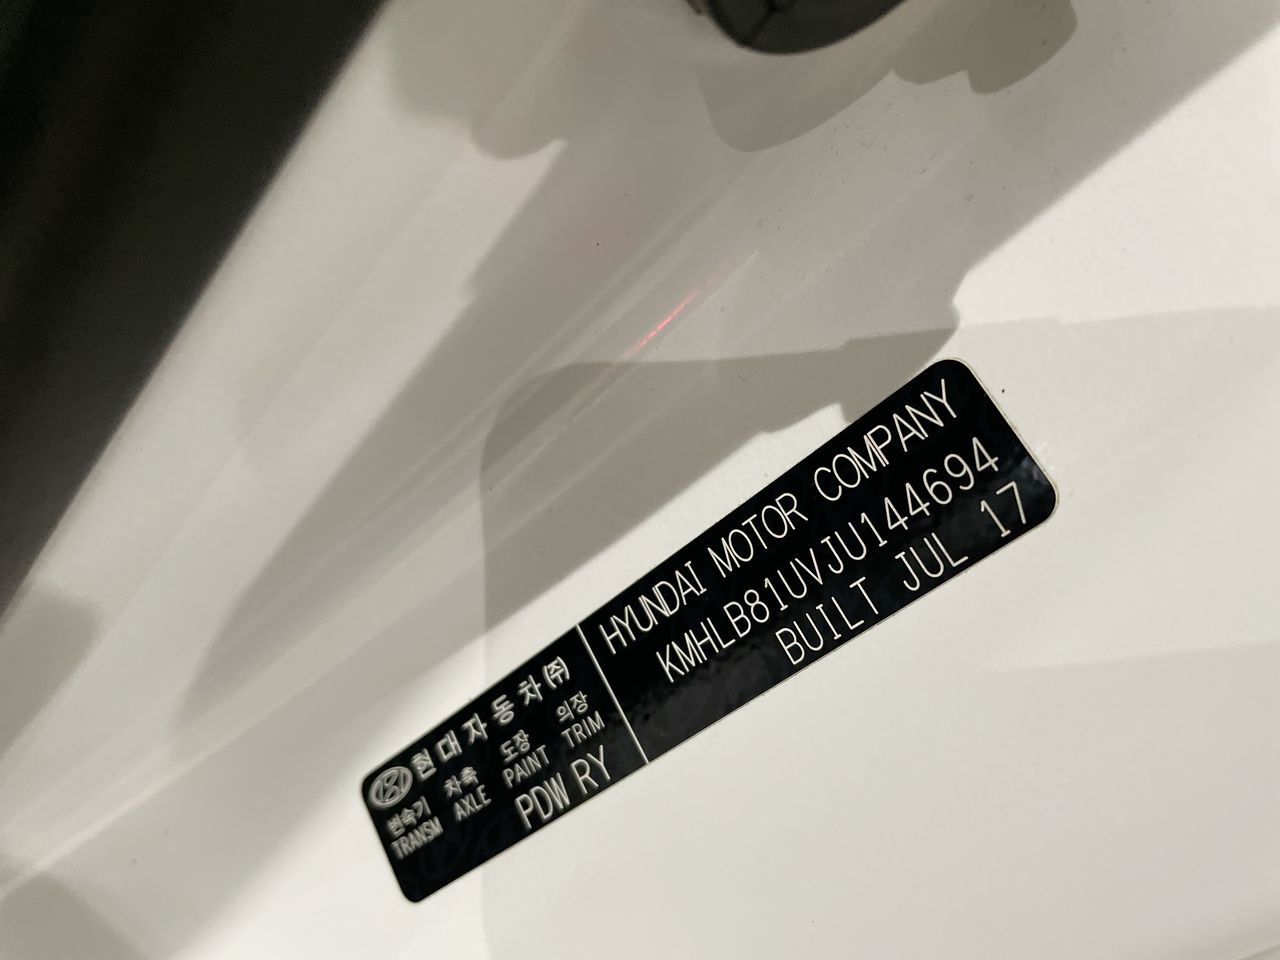 현대자동차㈜
변속기 차축 도장 의장
TRANSM AXLE PAINT TRIM
PDW RY
HYUNDAI MOTOR COMPANY
KMHLB81UVJU144694
BUILT JUL 17